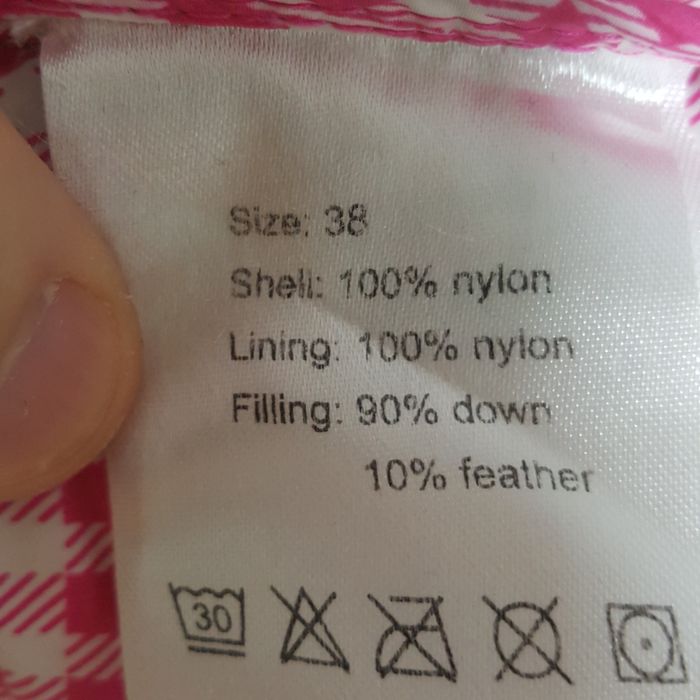 Size: 38
Shell: 100% nylon
Lining: 100% nylon
Filling: 90% down
10% feather
30